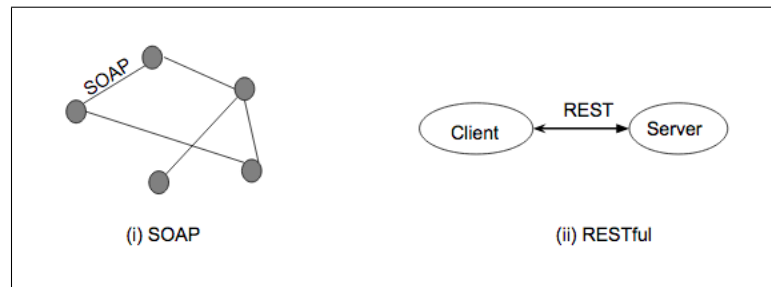 SOAP
(i) SOAP
REST
Client
Server
(ii) RESTful